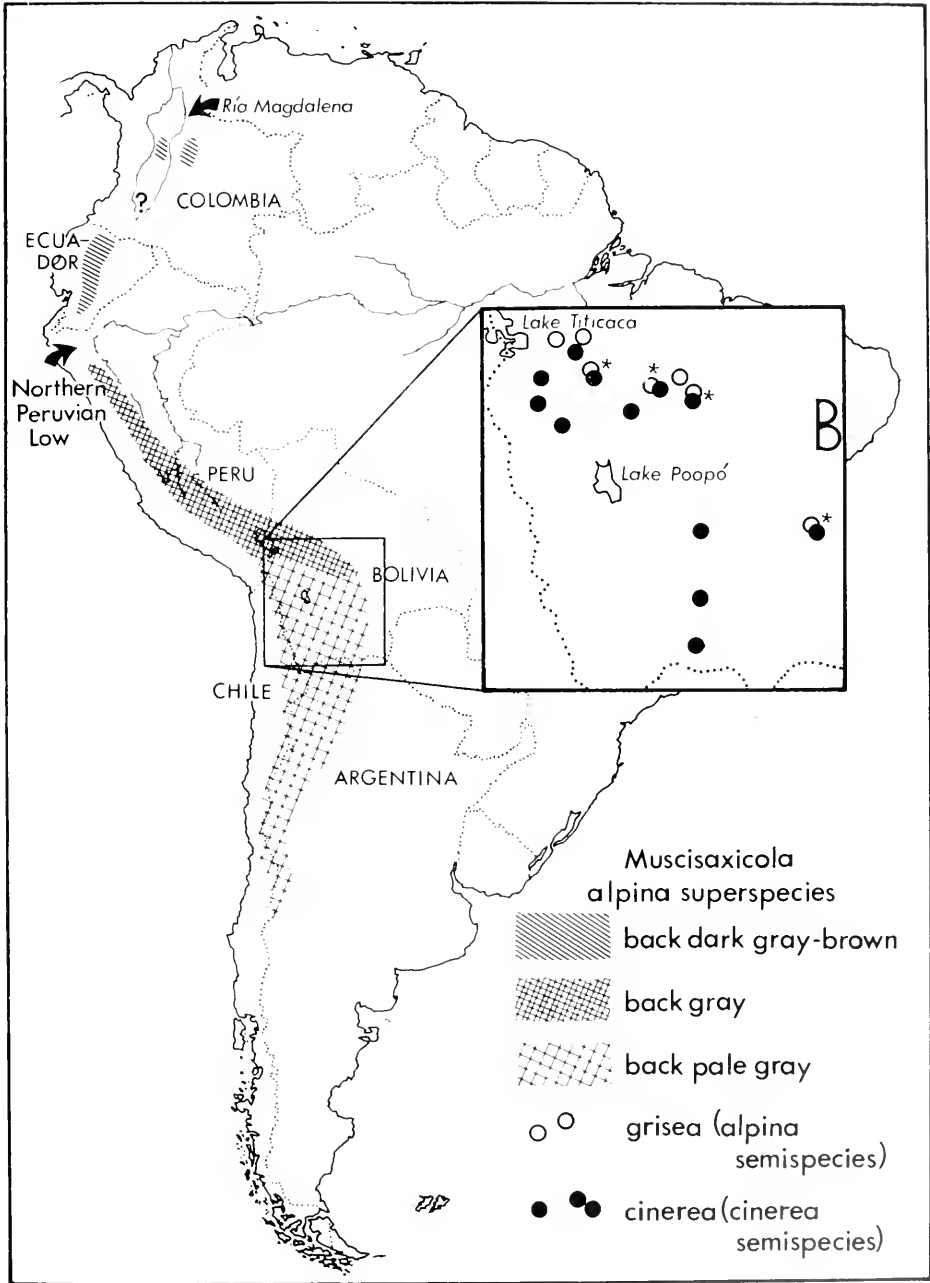 Ría Magdalena
?
COLOMBIA
ECUA-
DOR
Northern
Peruvian
Low
PERU
BOLIVIA
CHILE
ARGENTINA
Lake Titicaca
*
*
*
Lake Poopó
B
*
Muscisaxicola
alpina superspecies
back dark gray-brown
back gray
back pale gray
grisea (alpina
semispecies)
cinerea (cinerea
semispecies)